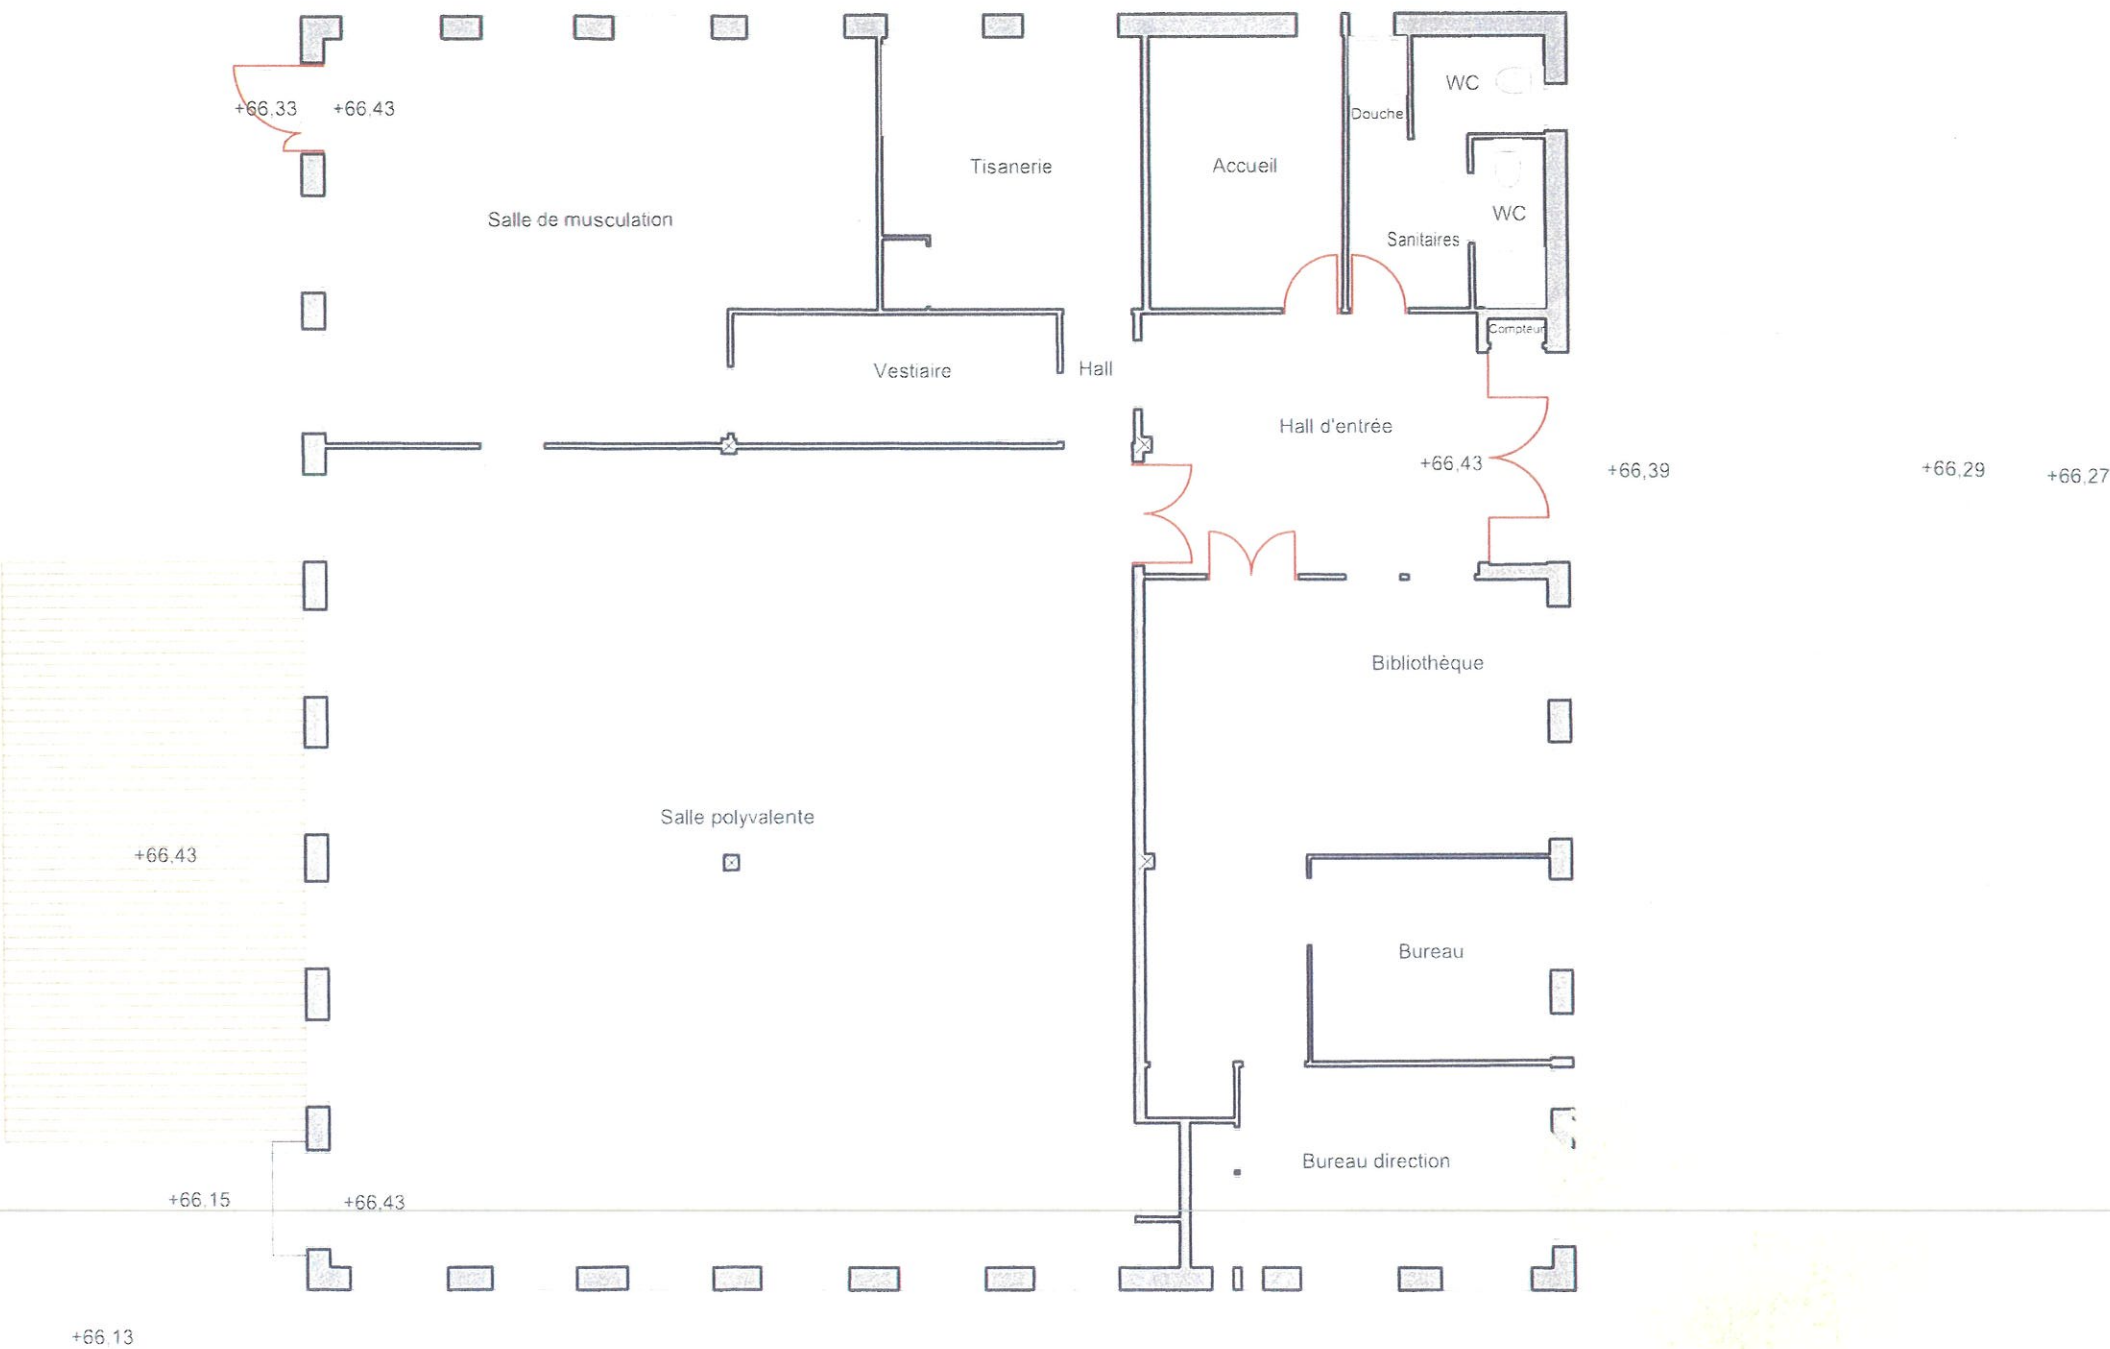 WC
+66,33
+66,43
Douche
Tisanerie
Accueil
Salle de musculation
WC
Sanitaires
Compteur
Vestiaire
Hall
Hall d'entrée
+66,43
+66,39
+66,29
+66,27
Bibliothèque
Salle polyvalente
+66,43
Bureau
Bureau direction
+66,15
+66,43
+66,13